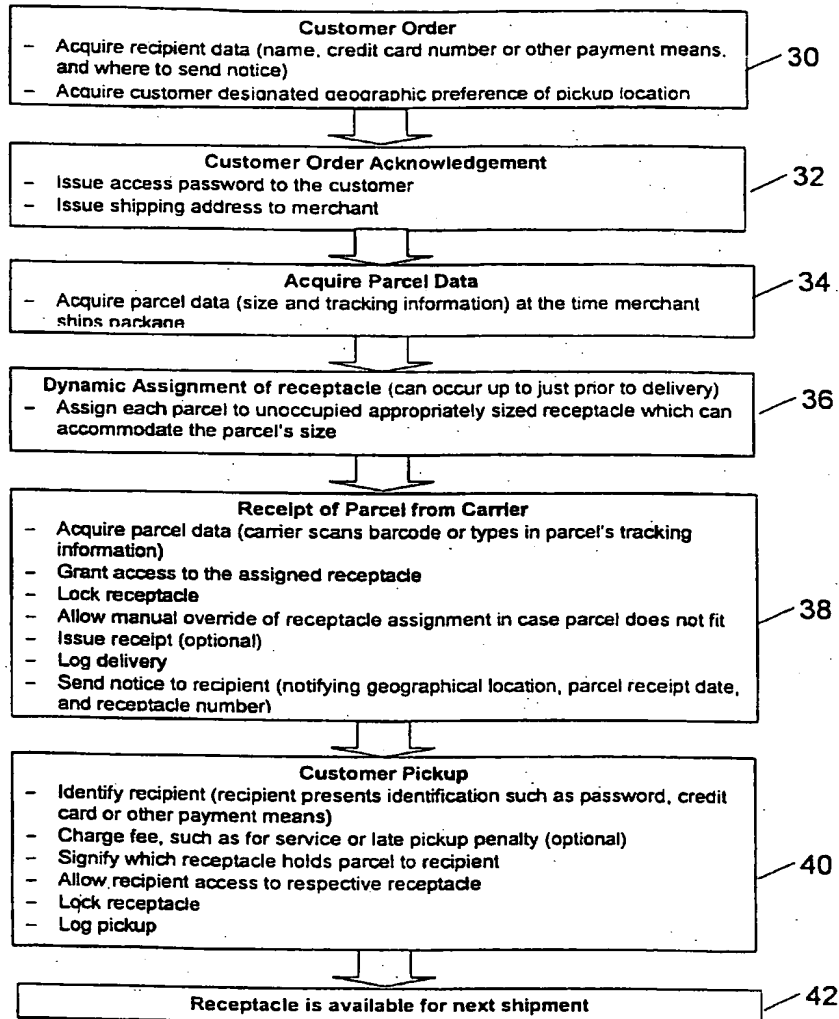 Customer Order
– Acquire recipient data (name, credit card number or other payment means,
and where to send notice)
– Acquire customer designated geographic preference of pickup location
30
Customer Order Acknowledgement
– Issue access password to the customer
– Issue shipping address to merchant
32
Acquire Parcel Data
– Acquire parcel data (size and tracking information) at the time merchant
ships package
34
Dynamic Assignment of receptacle (can occur up to just prior to delivery)
– Assign each parcel to unoccupied appropriately sized receptacle which can
accommodate the parcel's size
36
Receipt of Parcel from Carrier
– Acquire parcel data (carrier scans barcode or types in parcel's tracking
information)
– Grant access to the assigned receptacle
– Lock receptacle
– Allow manual override of receptacle assignment in case parcel does not fit
– Issue receipt (optional)
– Log delivery
– Send notice to recipient (notifying geographical location, parcel receipt date,
and receptacle number)
38
Customer Pickup
– Identify recipient (recipient presents identification such as password, credit
card or other payment means)
– Charge fee, such as for service or late pickup penalty (optional)
– Signify which receptacle holds parcel to recipient
– Allow recipient access to respective receptacle
– Lock receptacle
– Log pickup
40
Receptacle is available for next shipment
42